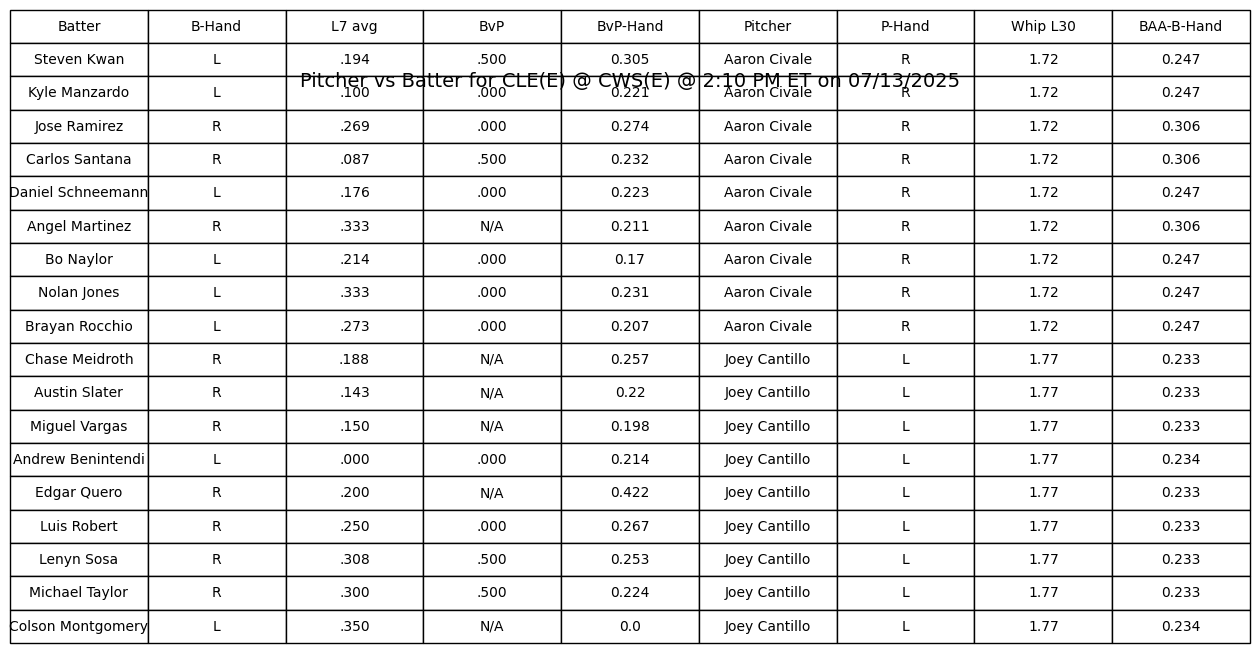 Batter B-Hand L7 avg BvP BvP-Hand Pitcher P-Hand Whip L30 BAA-B-Hand
Steven Kwan L .194 .500 0.305 Aaron Civale R 1.72 0.247
Pitcher vs Batter for CLE(E) @ CWS(E) @ 2:10 PM ET on 07/13/2025
Kyle Manzardo L .100 .000 0.221 Aaron Civale R 1.72 0.247
Jose Ramirez R .269 .000 0.274 Aaron Civale R 1.72 0.306
Carlos Santana R .087 .500 0.232 Aaron Civale R 1.72 0.306
Daniel Schneemann L .176 .000 0.223 Aaron Civale R 1.72 0.247
Angel Martinez R .333 N/A 0.211 Aaron Civale R 1.72 0.306
Bo Naylor L .214 .000 0.17 Aaron Civale R 1.72 0.247
Nolan Jones L .333 .000 0.231 Aaron Civale R 1.72 0.247
Brayan Rocchio L .273 .000 0.207 Aaron Civale R 1.72 0.247
Chase Meidroth R .188 N/A 0.257 Joey Cantillo L 1.77 0.233
Austin Slater R .143 N/A 0.22 Joey Cantillo L 1.77 0.233
Miguel Vargas R .150 N/A 0.198 Joey Cantillo L 1.77 0.233
Andrew Benintendi L .000 .000 0.214 Joey Cantillo L 1.77 0.234
Edgar Quero R .200 N/A 0.422 Joey Cantillo L 1.77 0.233
Luis Robert R .250 .000 0.267 Joey Cantillo L 1.77 0.233
Lenyn Sosa R .308 .500 0.253 Joey Cantillo L 1.77 0.233
Michael Taylor R .300 .500 0.224 Joey Cantillo L 1.77 0.233
Colson Montgomery L .350 N/A 0.0 Joey Cantillo L 1.77 0.234